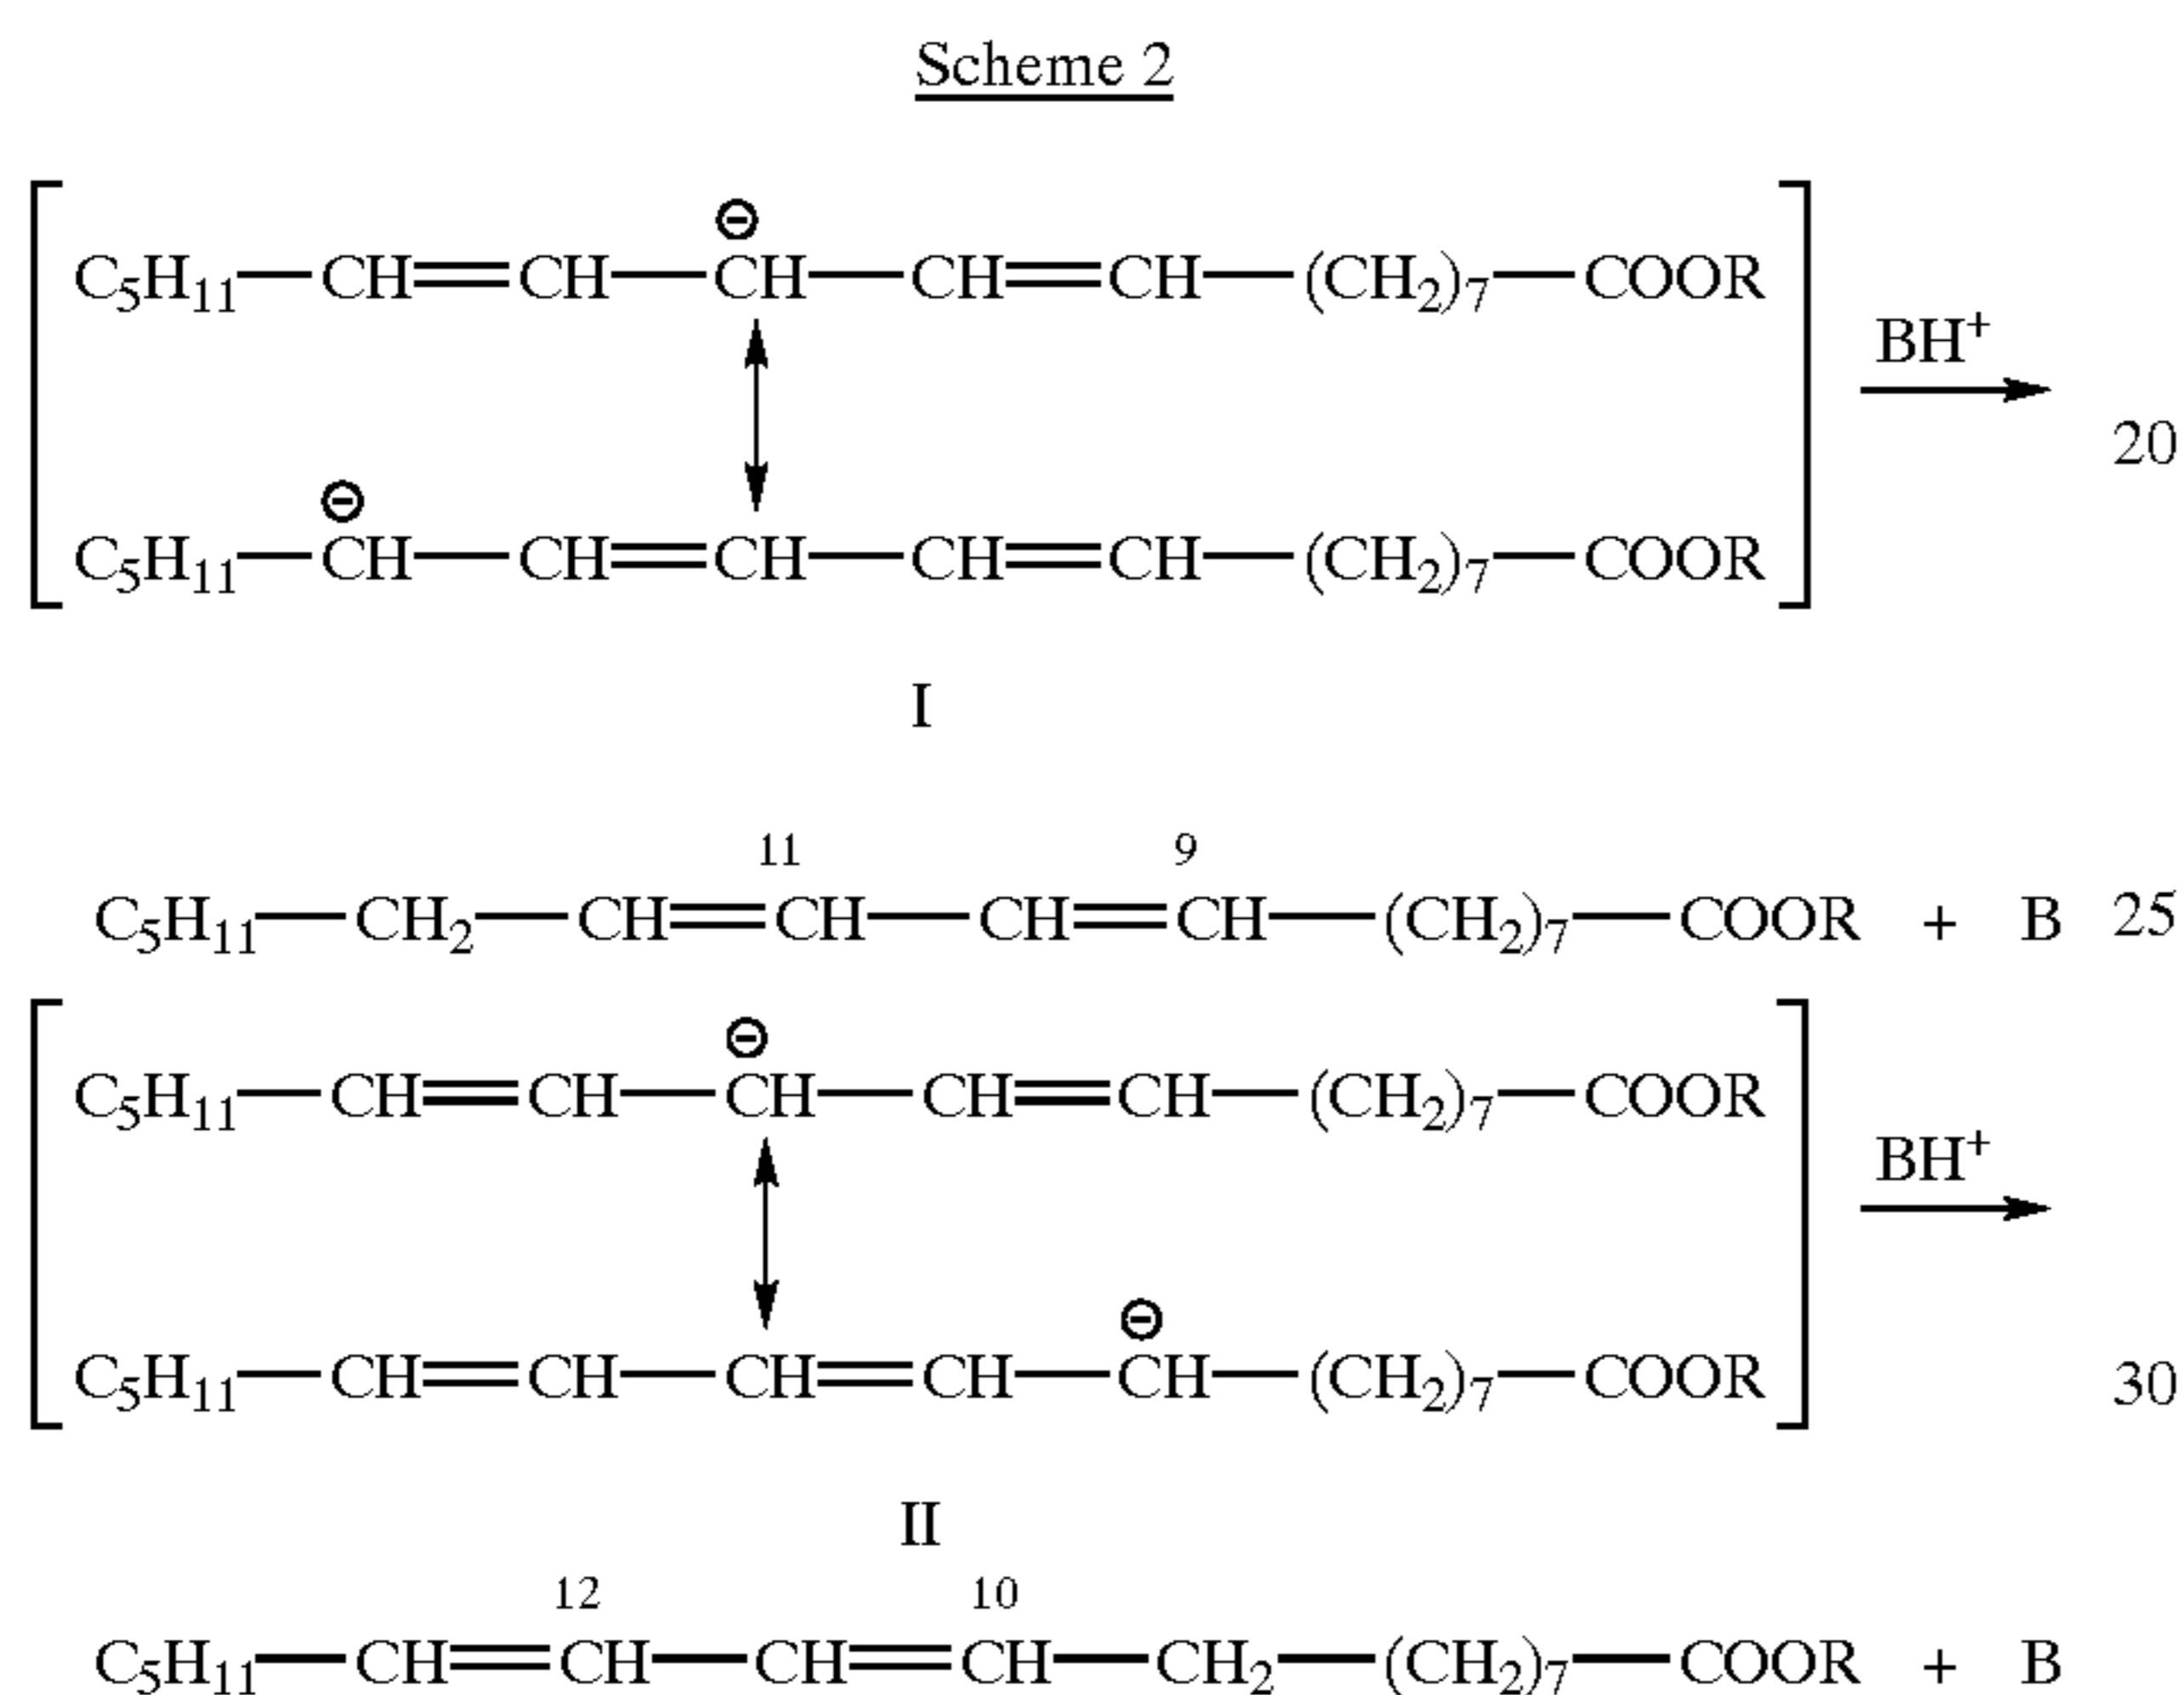 Scheme 2
⊖
C₅H₁₁—CH=CH—CH—CH=CH—(CH₂)₇—COOR
BH⁺
20
⊖
C₅H₁₁—CH—CH=CH—CH=CH—(CH₂)₇—COOR
I
11 9
C₅H₁₁—CH₂—CH=CH—CH=CH—(CH₂)₇—COOR + B 25
⊖
C₅H₁₁—CH=CH—CH—CH=CH—(CH₂)₇—COOR
BH⁺
⊖
C₅H₁₁—CH=CH—CH=CH—CH—(CH₂)₇—COOR 30
II
12 10
C₅H₁₁—CH=CH—CH=CH—CH₂—(CH₂)₇—COOR + B